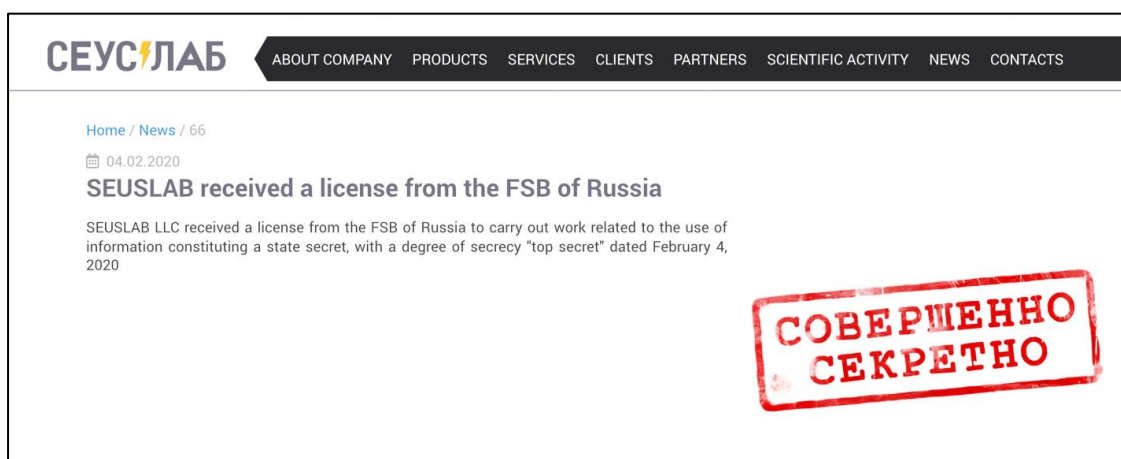 СЕУСЛАБ
ABOUT COMPANY PRODUCTS SERVICES CLIENTS PARTNERS SCIENTIFIC ACTIVITY NEWS CONTACTS
Home / News / 66
04.02.2020
SEUSLAB received a license from the FSB of Russia
SEUSLAB LLC received a license from the FSB of Russia to carry out work related to the use of
information constituting a state secret, with a degree of secrecy "top secret" dated February 4,
2020
СОВЕРШЕННО
СЕКРЕТНО